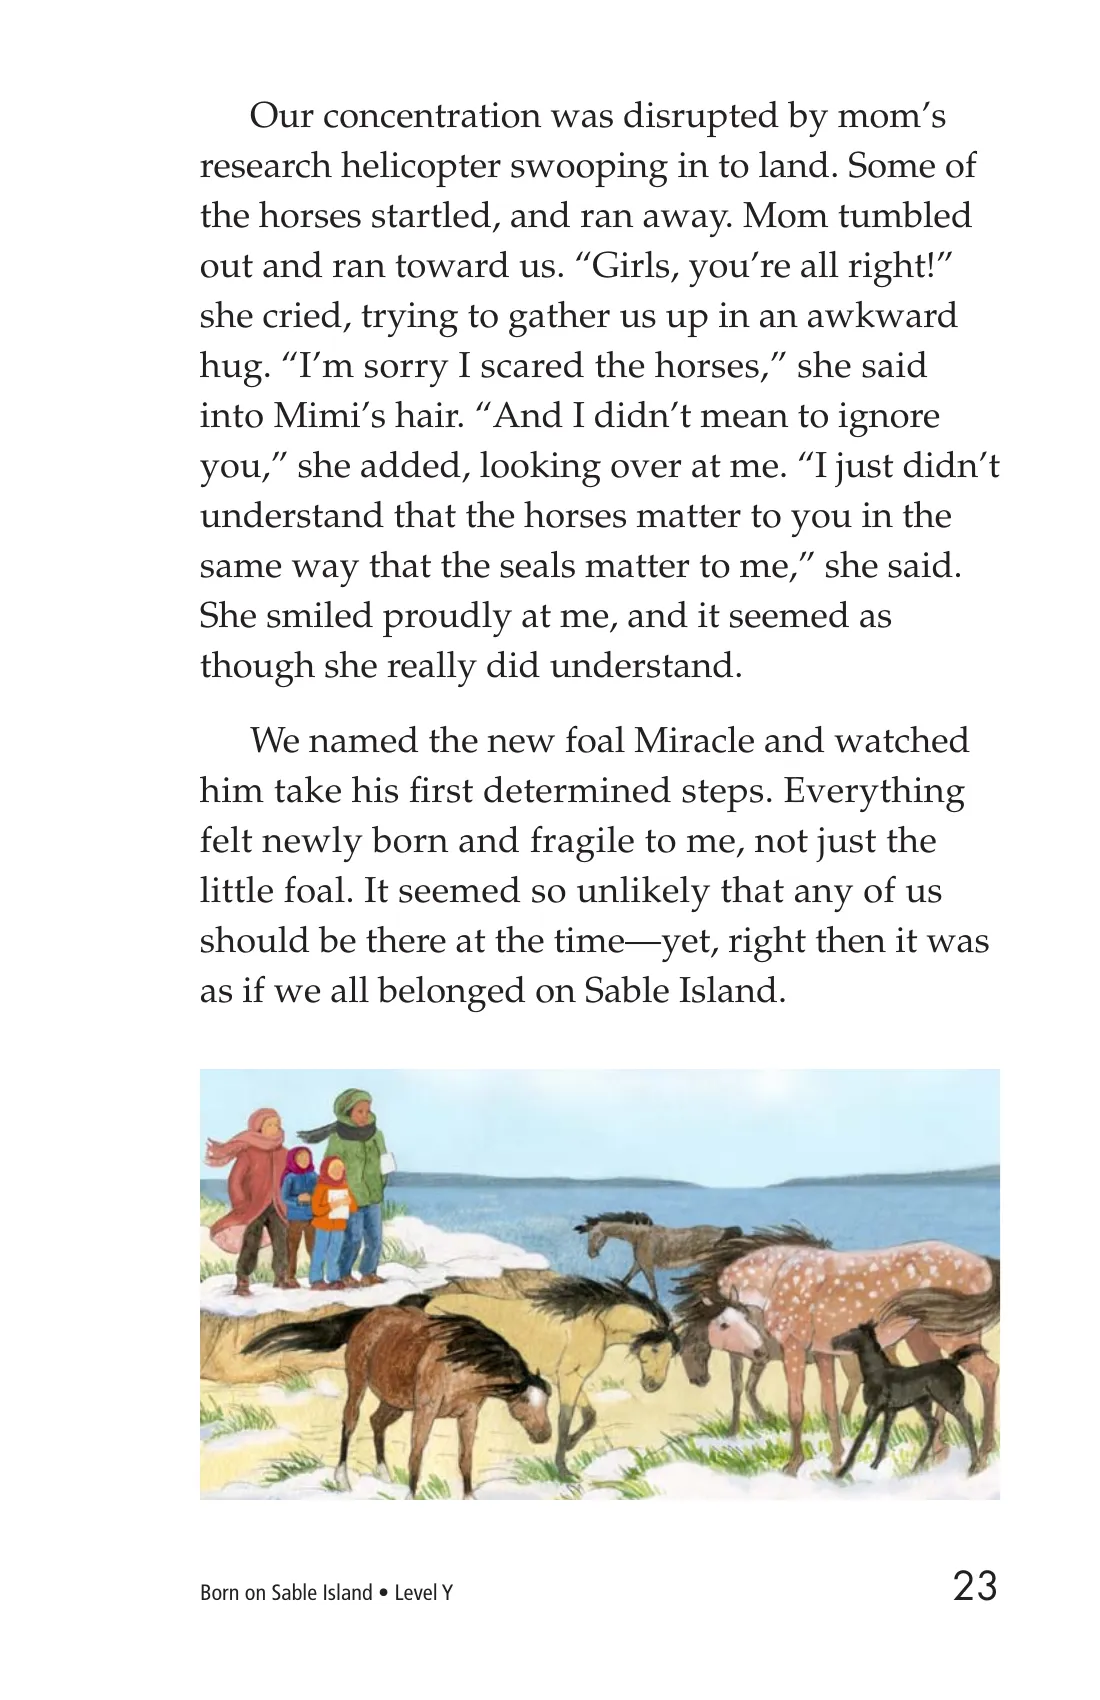 Our concentration was disrupted by mom’s
research helicopter swooping in to land. Some of
the horses startled, and ran away. Mom tumbled
out and ran toward us. “Girls, you’re all right!”
she cried, trying to gather us up in an awkward
hug. “I’m sorry I scared the horses,” she said
into Mimi’s hair. “And I didn’t mean to ignore
you,” she added, looking over at me. “I just didn’t
understand that the horses matter to you in the
same way that the seals matter to me,” she said.
She smiled proudly at me, and it seemed as
though she really did understand.
We named the new foal Miracle and watched
him take his first determined steps. Everything
felt newly born and fragile to me, not just the
little foal. It seemed so unlikely that any of us
should be there at the time—yet, right then it was
as if we all belonged on Sable Island.
Born on Sable Island • Level Y
23